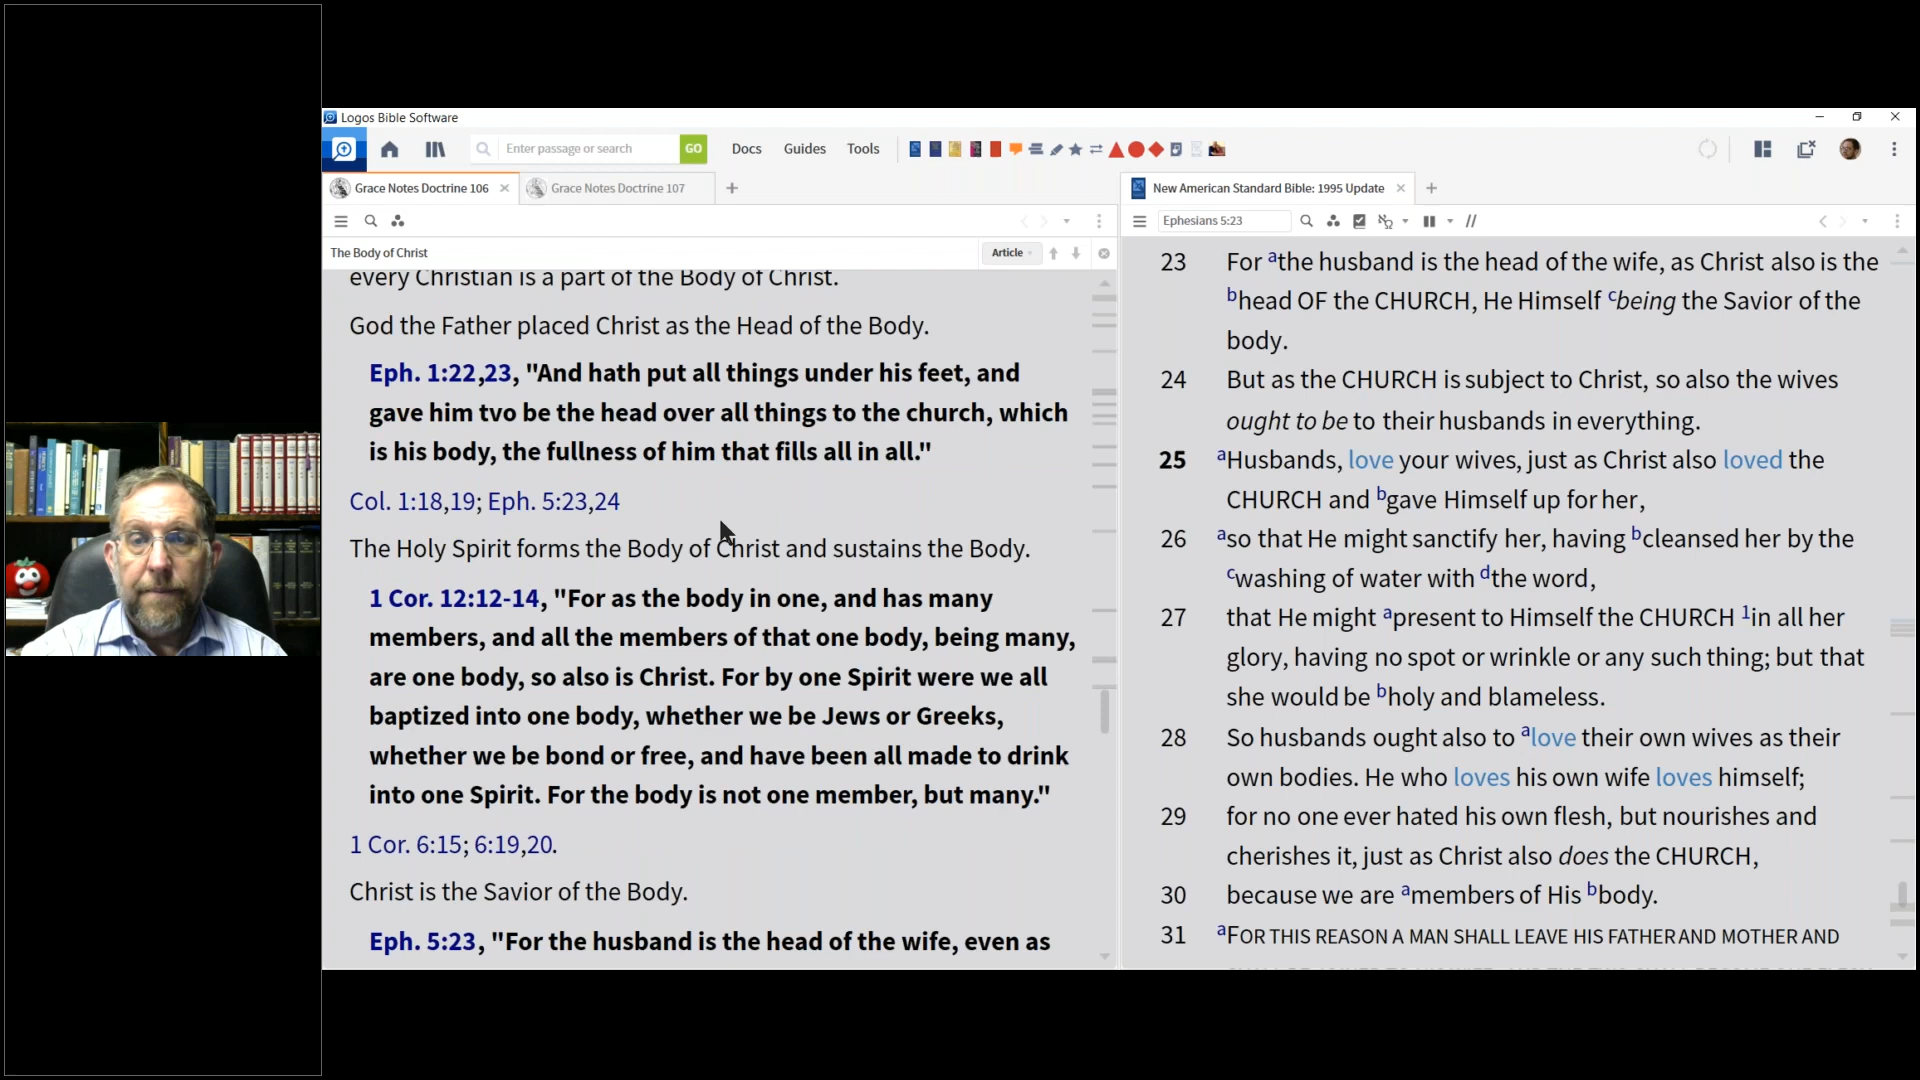 Logos Bible Software
Enter passage or search
GO
Docs
Guides
Tools
Grace Notes Doctrine 106
Grace Notes Doctrine 107
The Body of Christ
Article
every Christian is a part of the Body of Christ.
God the Father placed Christ as the Head of the Body.
Eph. 1:22,23, "And hath put all things under his feet, and
gave him tvo be the head over all things to the church, which
is his body, the fullness of him that fills all in all."
Col. 1:18,19; Eph. 5:23,24
The Holy Spirit forms the Body of Christ and sustains the Body.
1 Cor. 12:12-14, "For as the body in one, and has many
members, and all the members of that one body, being many,
are one body, so also is Christ. For by one Spirit were we all
baptized into one body, whether we be Jews or Greeks,
whether we be bond or free, and have been all made to drink
into one Spirit. For the body is not one member, but many."
1 Cor. 6:15; 6:19,20.
Christ is the Savior of the Body.
Eph. 5:23, "For the husband is the head of the wife, even as
New American Standard Bible: 1995 Update
Ephesians 5:23
23 For athe husband is the head of the wife, as Christ also is the
bhead OF the CHURCH, He Himself cbeing the Savior of the
body.
24 But as the CHURCH is subject to Christ, so also the wives
ought to be to their husbands in everything.
25 aHusbands, love your wives, just as Christ also loved the
CHURCH and bgave Himself up for her,
26 aso that He might sanctify her, having bcleansed her by the
cwashing of water with dthe word,
27 that He might apresent to Himself the CHURCH 1in all her
glory, having no spot or wrinkle or any such thing; but that
she would be bholy and blameless.
28 So husbands ought also to alove their own wives as their
own bodies. He who loves his own wife loves himself;
29 for no one ever hated his own flesh, but nourishes and
cherishes it, just as Christ also does the CHURCH,
30 because we are amembers of His bbody.
31 aFOR THIS REASON A MAN SHALL LEAVE HIS FATHER AND MOTHER AND